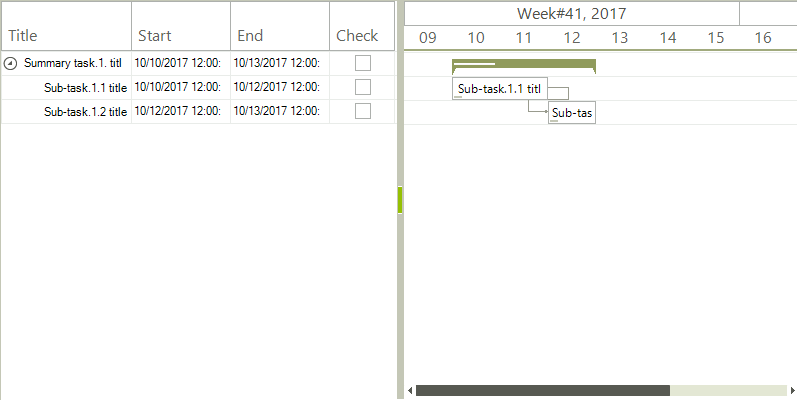 Week#41, 2017
Title Start End Check
09 10 11 12 13 14 15 16
Summary task.1. titl 10/10/2017 12:00: 10/13/2017 12:00:
Sub-task.1.1 title 10/10/2017 12:00: 10/12/2017 12:00:
Sub-task.1.1 titl
Sub-task.1.2 title 10/12/2017 12:00: 10/13/2017 12:00:
Sub-tas